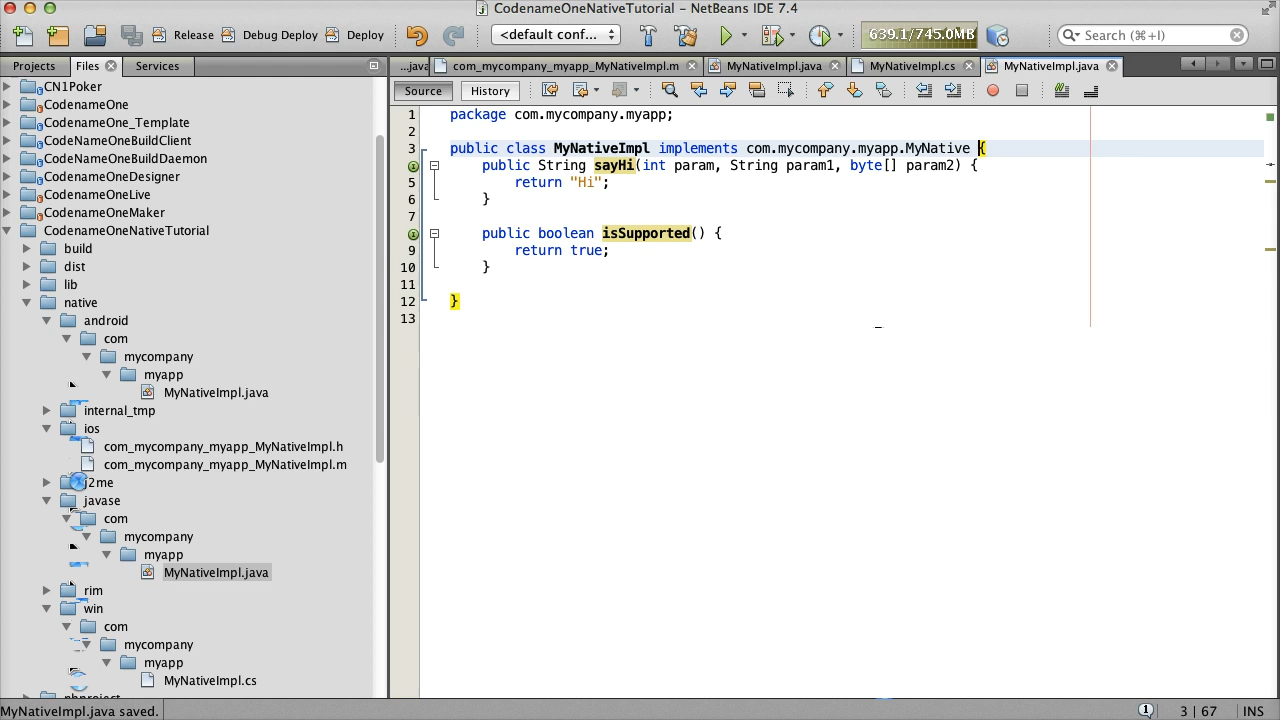 CodenameOneNativeTutorial – NetBeans IDE 7.4
Release Debug Deploy Deploy <default conf... 639.1/745.0MB Search (⌘+I)
Projects Files Services
...java com_mycompany_myapp_MyNativeImpl.m MyNativeImpl.java MyNativeImpl.cs MyNativeImpl.java
Source History
CN1Poker
CodenameOne
CodenameOne_Template
CodeNameOneBuildClient
CodeNameOneBuildDaemon
CodenameOneDesigner
CodenameOneLive
CodenameOneMaker
CodenameOneNativeTutorial
build
dist
lib
native
android
com
mycompany
myapp
MyNativeImpl.java
internal_tmp
ios
com_mycompany_myapp_MyNativeImpl.h
com_mycompany_myapp_MyNativeImpl.m
j2me
javase
com
mycompany
myapp
MyNativeImpl.java
rim
win
com
mycompany
myapp
MyNativeImpl.cs
nbproject
1 package com.mycompany.myapp;
2
3 public class MyNativeImpl implements com.mycompany.myapp.MyNative {
public String sayHi(int param, String param1, byte[] param2) {
5 return "Hi";
6 }
7
public boolean isSupported() {
9 return true;
10 }
11
12 }
13
MyNativeImpl.java saved. 1 3 | 67 INS